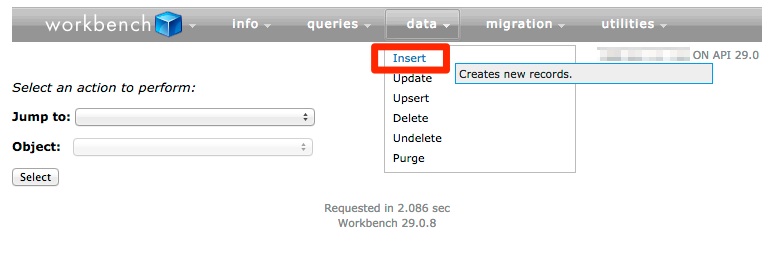 workbench info queries data migration utilities
Insert
ON API 29.0
Creates new records.
Update
Select an action to perform:
Upsert
Jump to:
Delete
Undelete
Object:
Purge
Select
Requested in 2.086 sec
Workbench 29.0.8